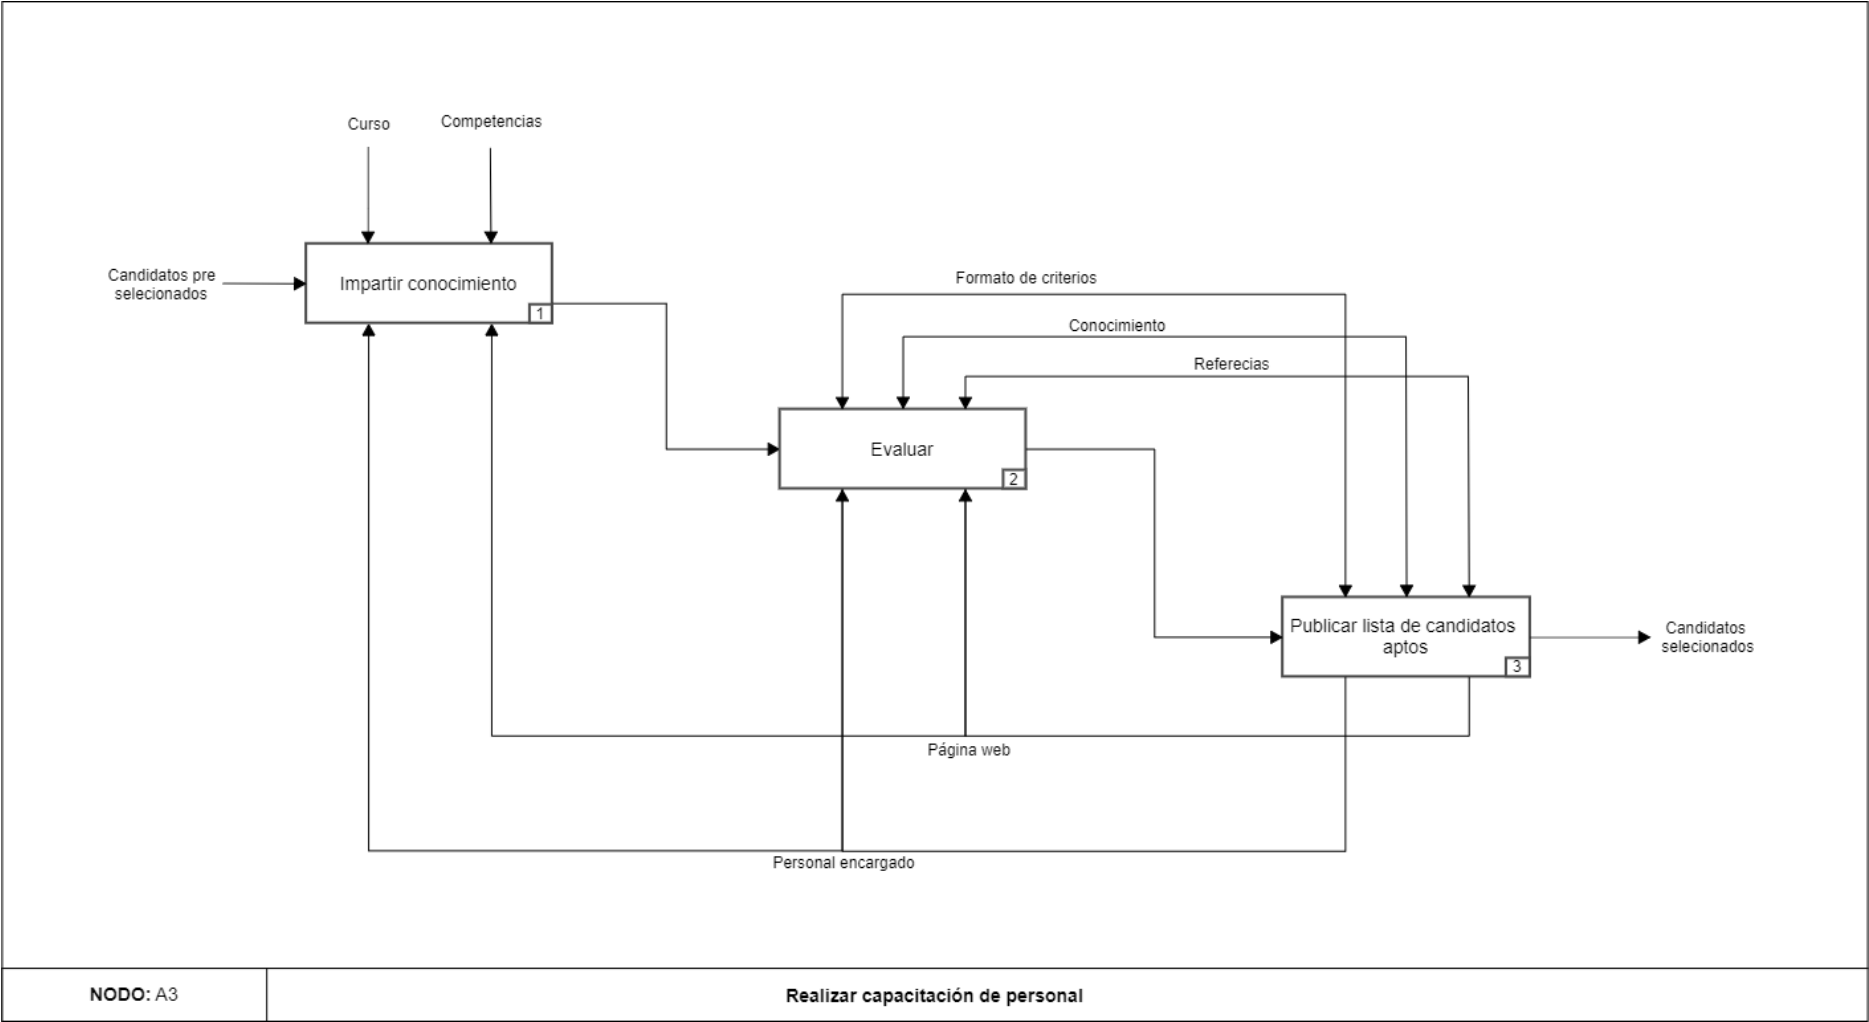 Curso
Competencias
Candidatos pre
selecionados
Impartir conocimiento
1
Formato de criterios
Conocimiento
Referecias
Evaluar
2
Publicar lista de candidatos
aptos
3
Candidatos
selecionados
Página web
Personal encargado
NODO: A3
Realizar capacitación de personal